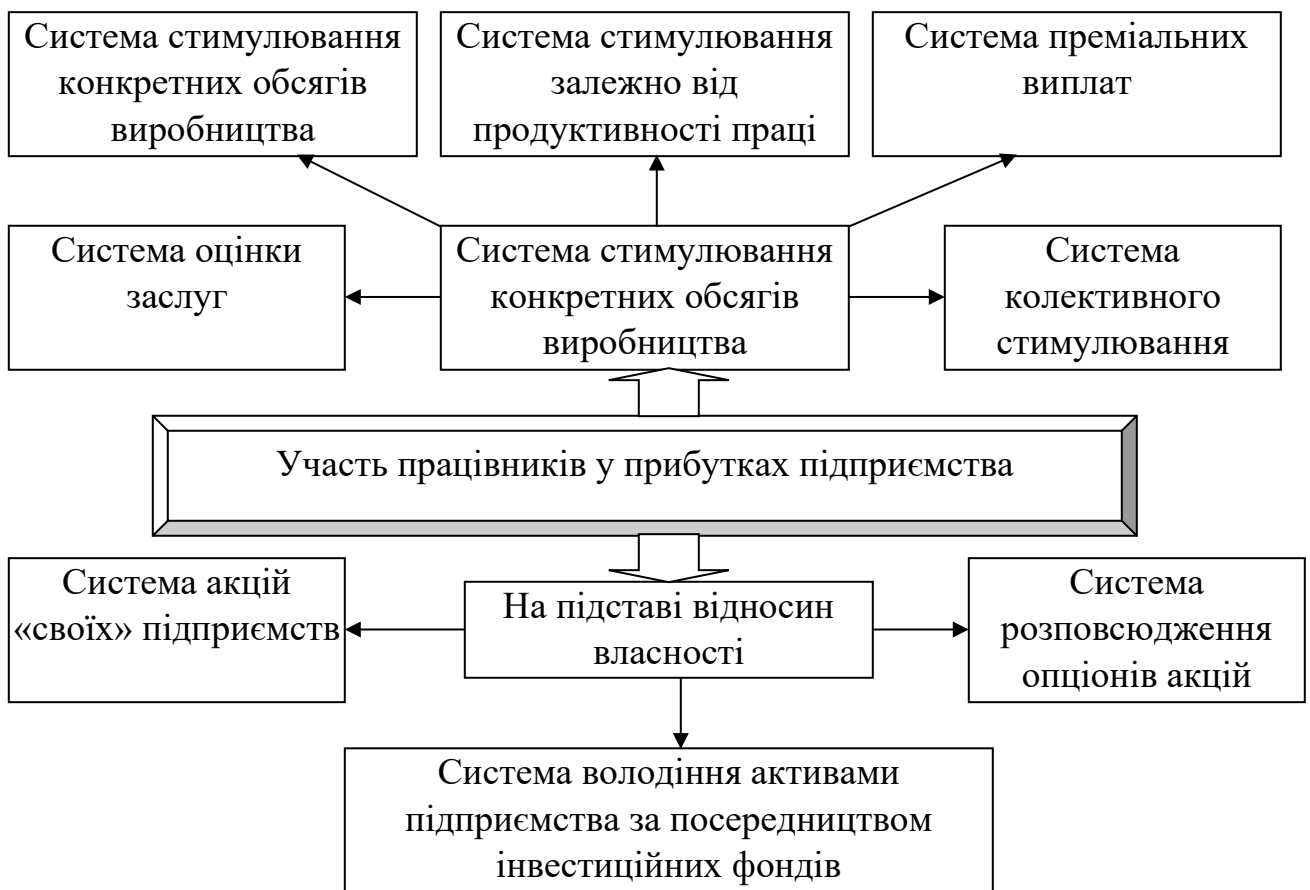 Система стимулювання
конкретних обсягів
виробництва
Система стимулювання
залежно від
продуктивності праці
Система преміальних
виплат
Система оцінки
заслуг
Система стимулювання
конкретних обсягів
виробництва
Система
колективного
стимулювання
Участь працівників у прибутках підприємства
Система акцій
«своїх» підприємств
На підставі відносин
власності
Система
розповсюдження
опціонів акцій
Система володіння активами
підприємства за посередництвом
інвестиційних фондів